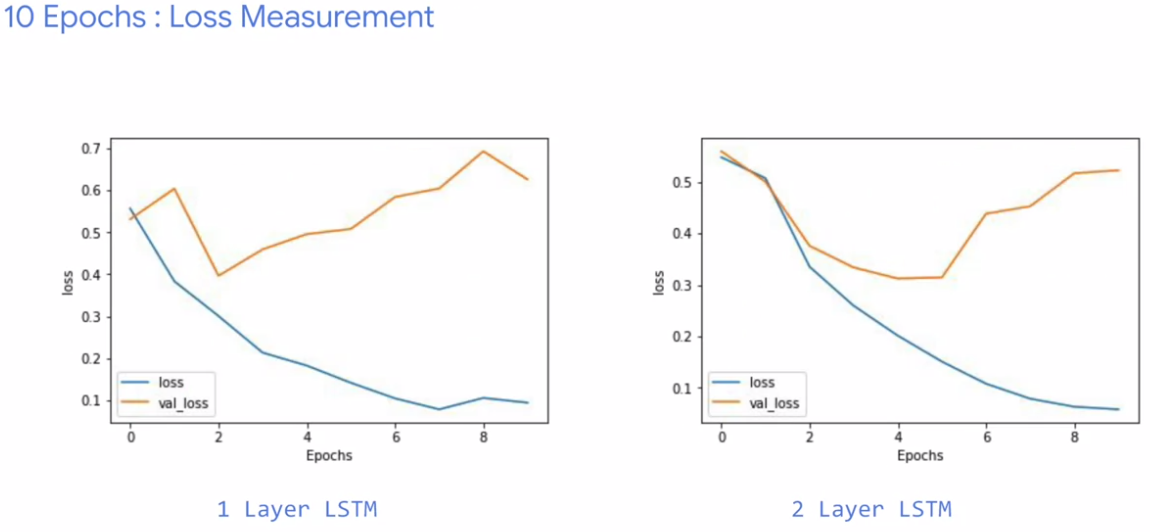 10 Epochs : Loss Measurement
0.7
0.6
0.5
0.4
0.3
0.2
0.1
loss
loss
val_loss
0 2 4 6 8
Epochs
1 Layer LSTM
0.5
0.4
0.3
0.2
0.1
loss
loss
val_loss
0 2 4 6 8
Epochs
2 Layer LSTM